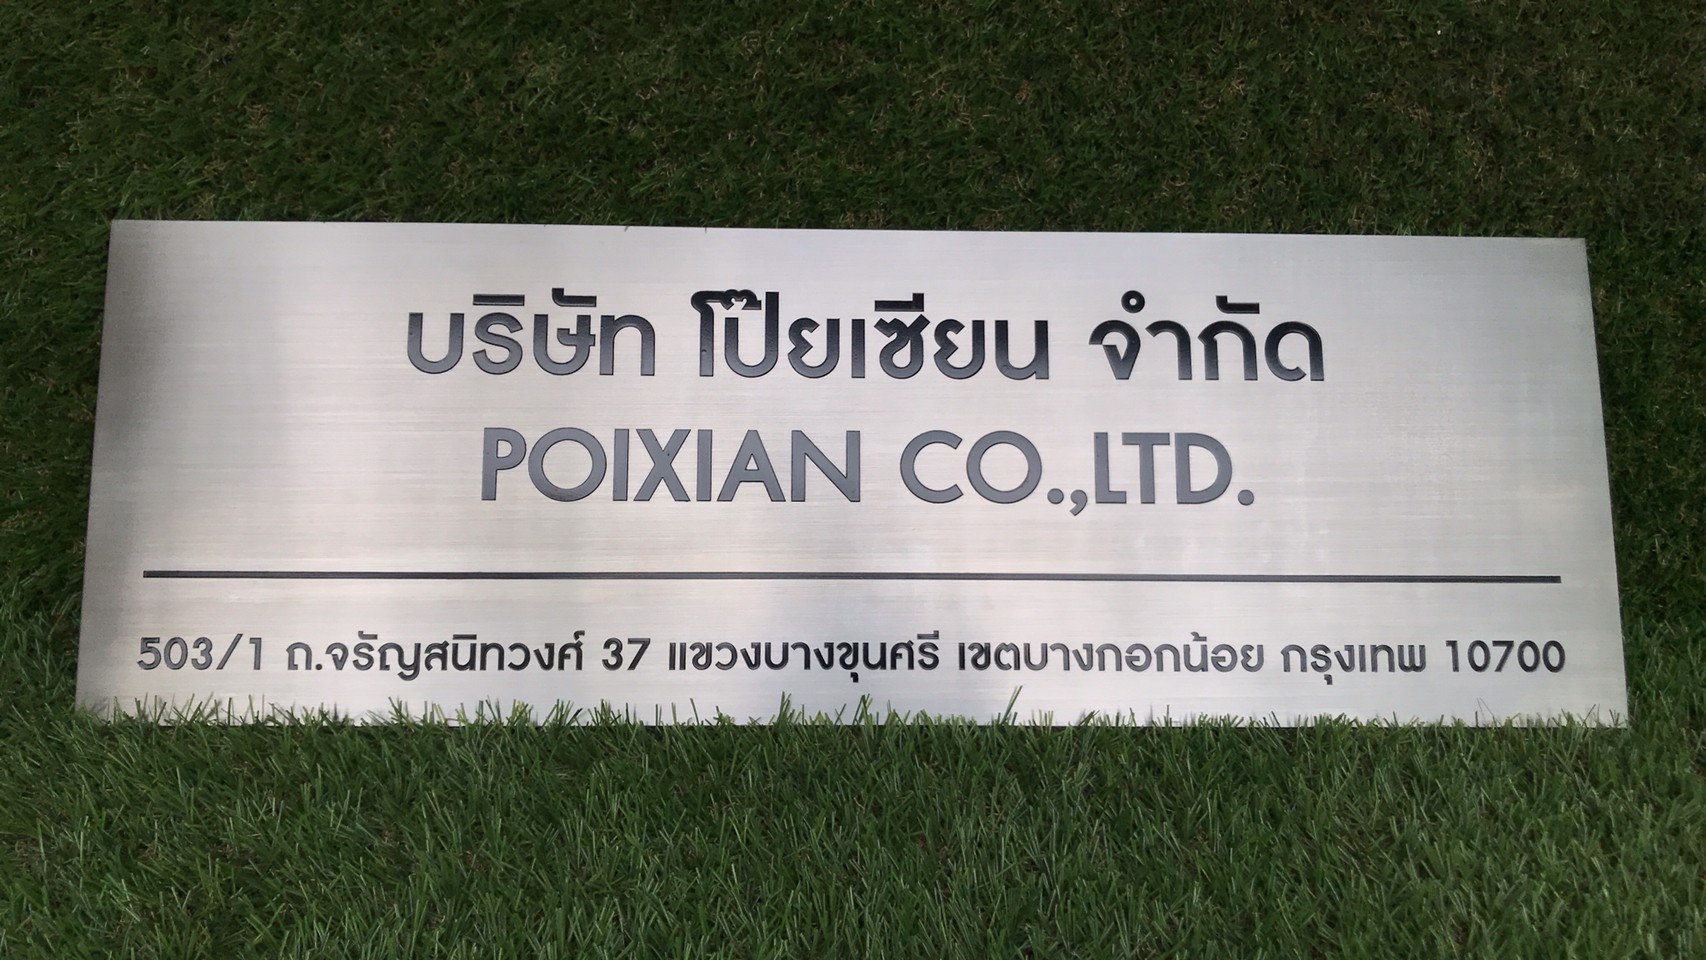 บริษัท โป๊ยเซียน จำกัด
POIXIAN CO.,LTD.
503/1 ถ.จรัญสนิทวงศ์ 37 แขวงบางขุนศรี เขตบางกอกน้อย กรุงเทพ 10700